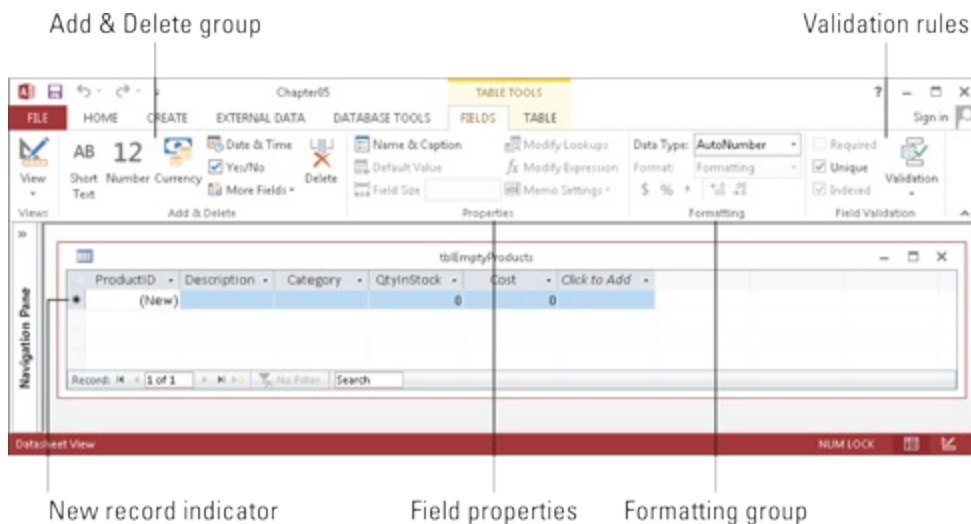 Add & Delete group
Validation rules
Chapter05
TABLE TOOLS
?
FILE HOME CREATE EXTERNAL DATA DATABASE TOOLS FIELDS TABLE
Sign in
View
Views
AB
Short Text
12
Number
Currency
Date & Time
Yes/No
More Fields
Delete
Add & Delete
Name & Caption
Default Value
Field Size
Modify Lookups
fx Modify Expression
ab Memo Settings
Properties
Data Type: AutoNumber
Format: Formatting
$ %
Formatting
Required
Unique
Indexed
Validation
Field Validation
Navigation Pane
tblEmptyProducts
ProductID Description Category QtyInStock Cost Click to Add
(New) 0 0
Record: 1 of 1 No Filter Search
Datasheet View
NUM LOCK
New record indicator
Field properties
Formatting group